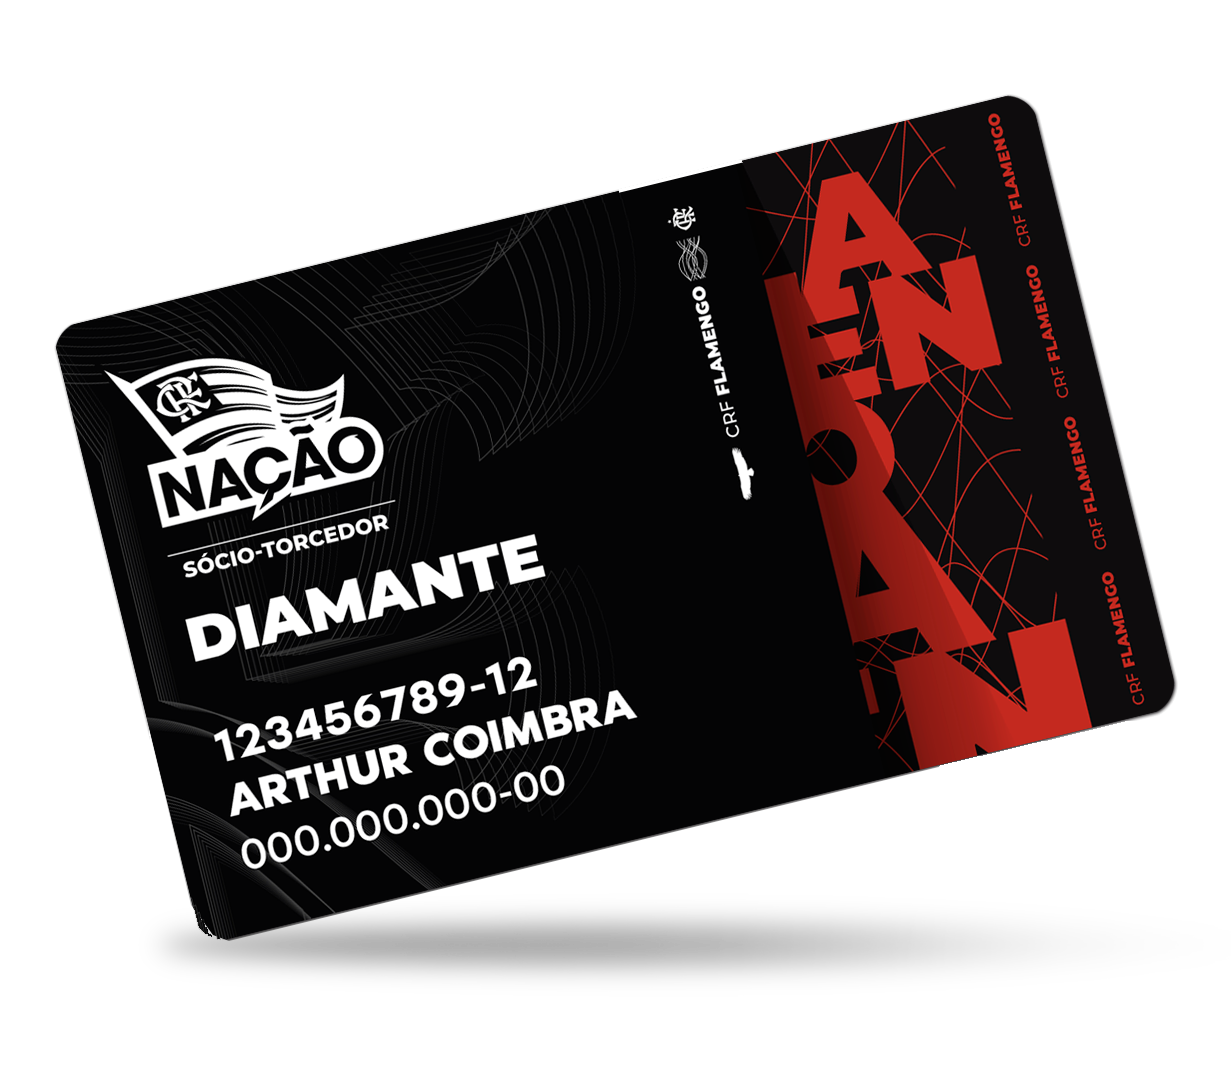 CRF
NAÇÃO
SÓCIO-TORCEDOR
DIAMANTE
123456789-12
ARTHUR COIMBRA
000.000.000-00
CRF FLAMENGO
CRF
CRF FLAMENGO
CRF FLAMENGO
CRF FLAMENGO
CRF FLAMENGO